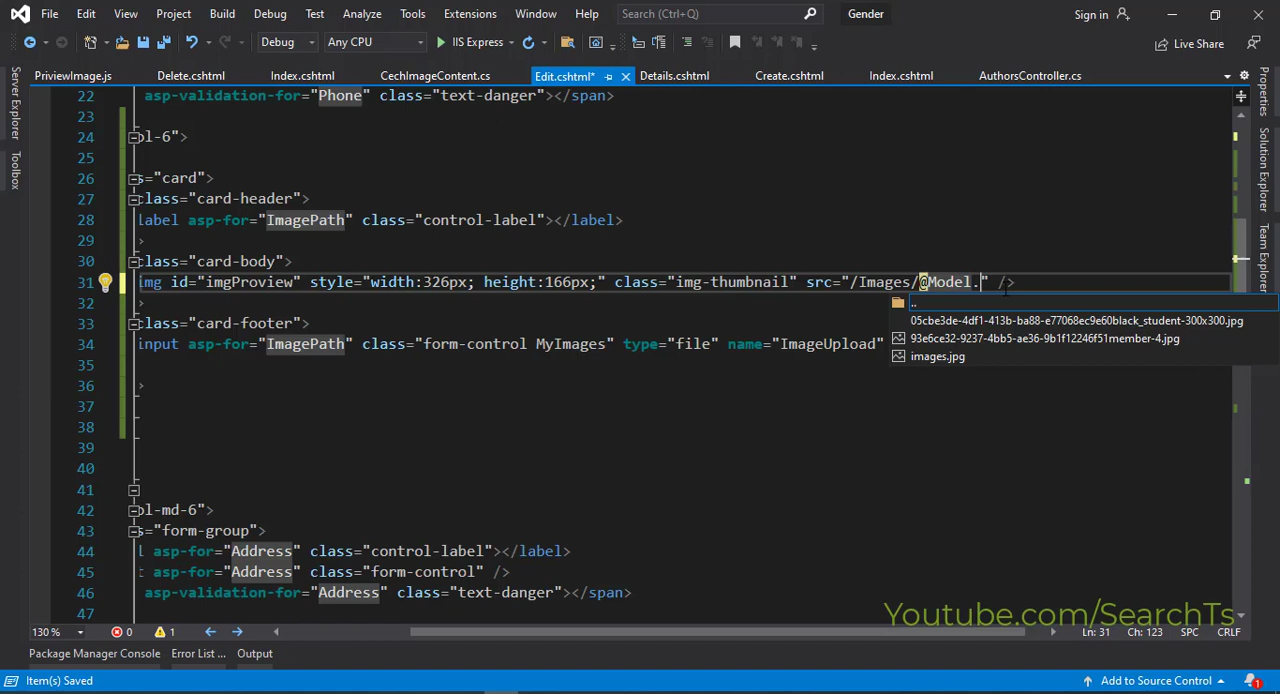 File Edit View Project Build Debug Test Analyze Tools Extensions Window Help Search (Ctrl+Q) Gender Sign in
Debug Any CPU IIS Express Live Share
PriviewImage.js Delete.cshtml Index.cshtml CechImageContent.cs Edit.cshtml* Details.cshtml Create.cshtml Index.cshtml AuthorsController.cs
Server Explorer
Toolbox
Properties
Solution Explorer
Team Explorer
22 asp-validation-for="Phone" class="text-danger"></span>
23
24 ol-6">
25
26 s="card">
27 class="card-header">
28 label asp-for="ImagePath" class="control-label"></label>
29 >
30 class="card-body">
31 img id="imgProview" style="width:326px; height:166px;" class="img-thumbnail" src="/Images/@Model." />
..
32 >
05cbe3de-4df1-413b-ba88-e77068ec9e60black_student-300x300.jpg
33 class="card-footer">
93e6ce32-9237-4bb5-ae36-9b1f12246f51member-4.jpg
34 input asp-for="ImagePath" class="form-control MyImages" type="file" name="ImageUpload"
images.jpg
35
36 >
37
38
39
40
41
42 ol-md-6">
43 s="form-group">
44 l asp-for="Address" class="control-label"></label>
45 t asp-for="Address" class="form-control" />
46 asp-validation-for="Address" class="text-danger"></span>
47
Youtube.com/SearchTs
130 % 0 1 Ln: 31 Ch: 123 SPC CRLF
Package Manager Console Error List ... Output
Item(s) Saved Add to Source Control 1